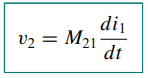 v₂ = M₂₁ di₁/dt